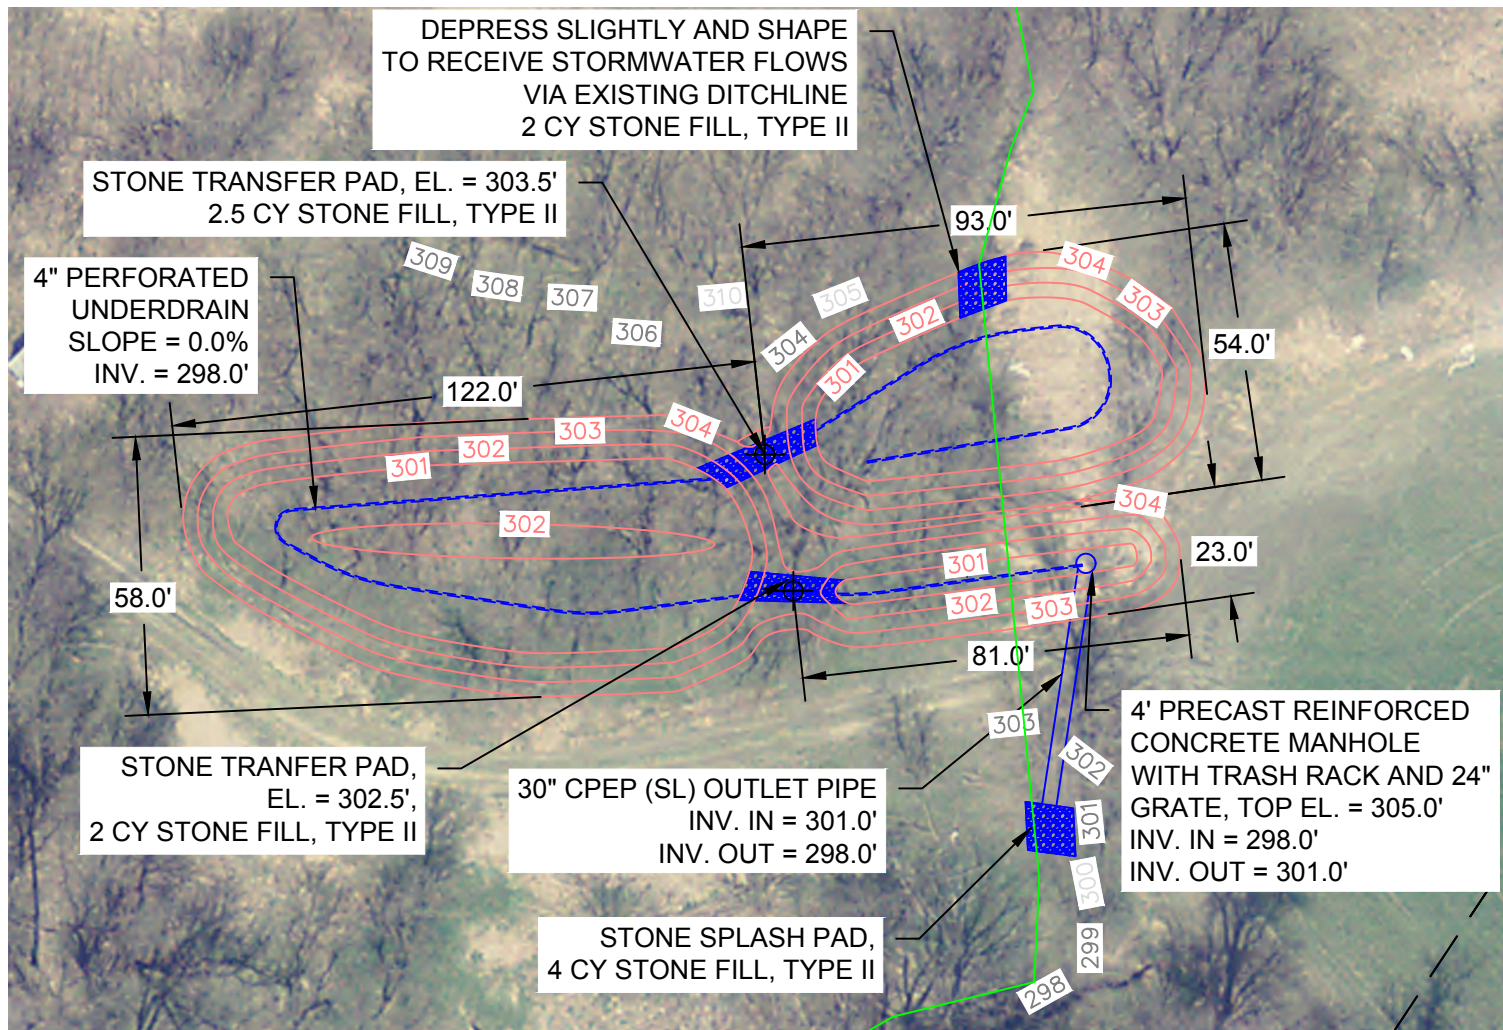 DEPRESS SLIGHTLY AND SHAPE
TO RECEIVE STORMWATER FLOWS
VIA EXISTING DITCHLINE
2 CY STONE FILL, TYPE II
STONE TRANSFER PAD, EL. = 303.5'
2.5 CY STONE FILL, TYPE II
93.0'
309
308
307
306
310
305
304
304
303
302
301
4" PERFORATED
UNDERDRAIN
SLOPE = 0.0%
INV. = 298.0'
54.0'
122.0'
304
303
302
301
302
304
23.0'
301
302
303
58.0'
81.0'
303
302
301
300
299
298
4' PRECAST REINFORCED
CONCRETE MANHOLE
WITH TRASH RACK AND 24"
GRATE, TOP EL. = 305.0'
INV. IN = 298.0'
INV. OUT = 301.0'
STONE TRANFER PAD,
EL. = 302.5',
2 CY STONE FILL, TYPE II
30" CPEP (SL) OUTLET PIPE
INV. IN = 301.0'
INV. OUT = 298.0'
STONE SPLASH PAD,
4 CY STONE FILL, TYPE II